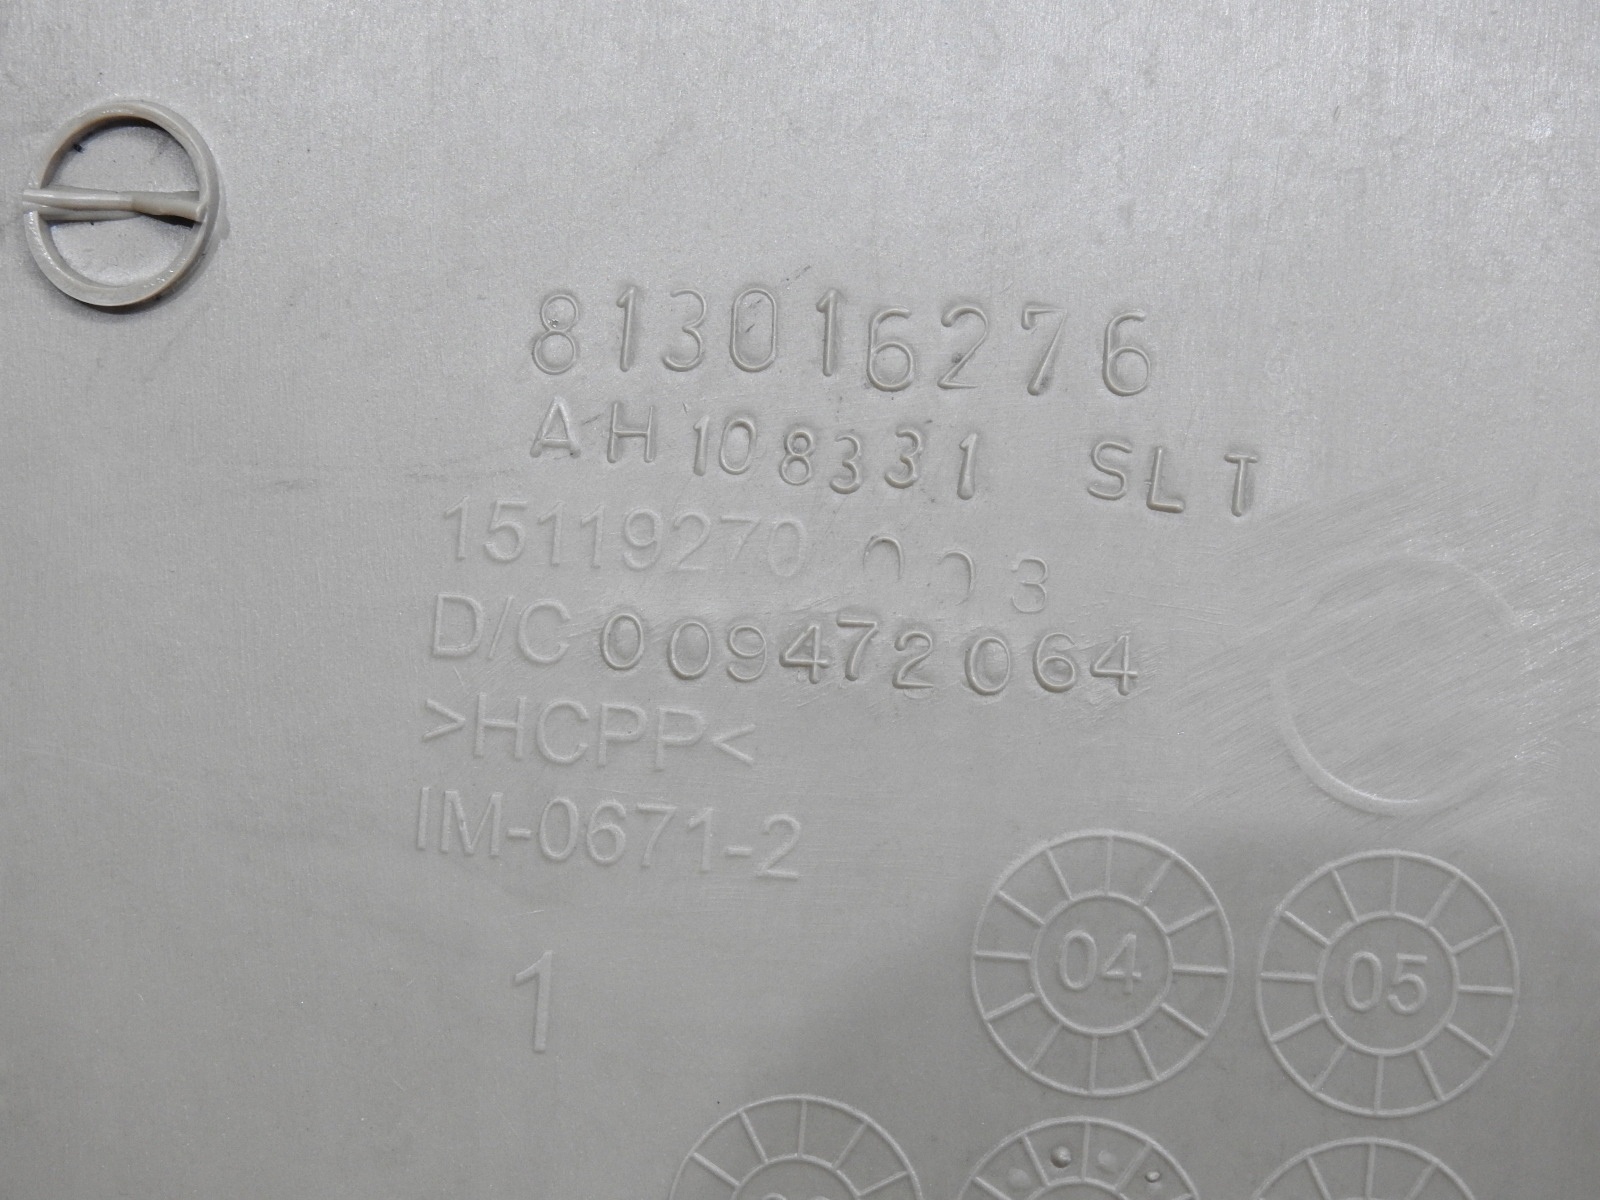 813016276
AH 108331 SLT
15119270 003
D/C 009472064
>HCPP<
IM-0671-2
1
04
05